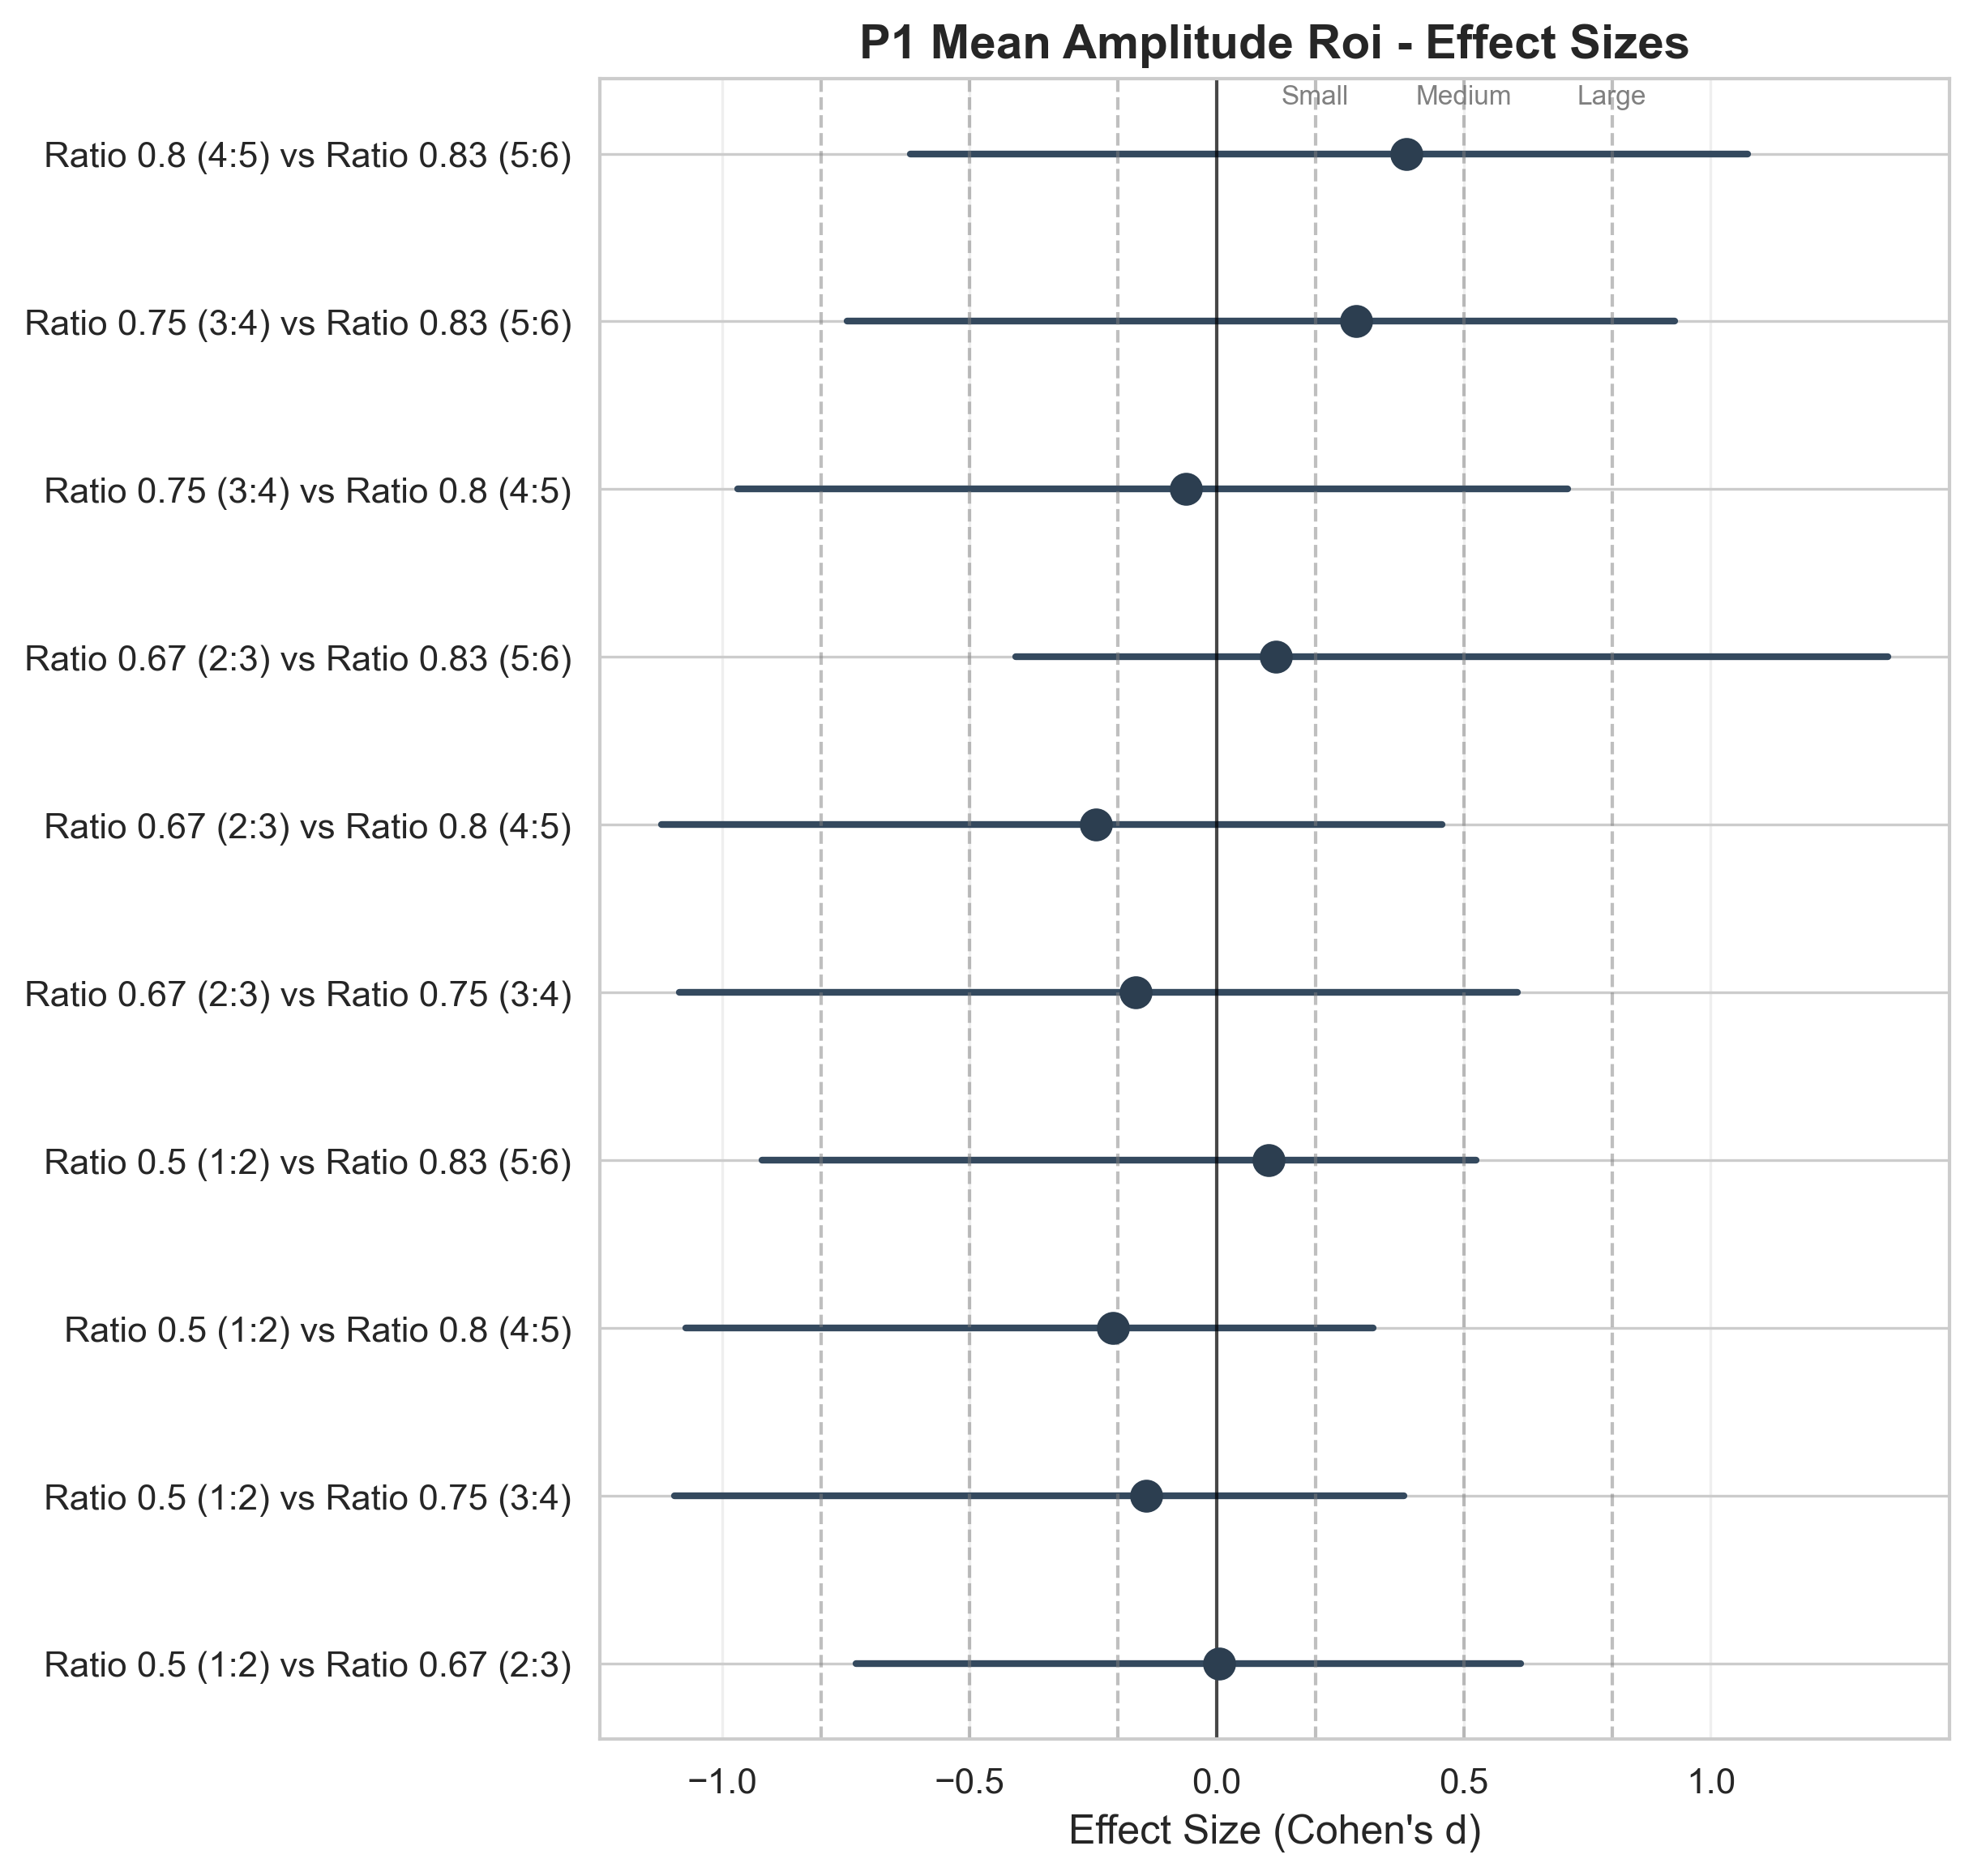 P1 Mean Amplitude Roi - Effect Sizes
Small Medium Large
Ratio 0.8 (4:5) vs Ratio 0.83 (5:6)
Ratio 0.75 (3:4) vs Ratio 0.83 (5:6)
Ratio 0.75 (3:4) vs Ratio 0.8 (4:5)
Ratio 0.67 (2:3) vs Ratio 0.83 (5:6)
Ratio 0.67 (2:3) vs Ratio 0.8 (4:5)
Ratio 0.67 (2:3) vs Ratio 0.75 (3:4)
Ratio 0.5 (1:2) vs Ratio 0.83 (5:6)
Ratio 0.5 (1:2) vs Ratio 0.8 (4:5)
Ratio 0.5 (1:2) vs Ratio 0.75 (3:4)
Ratio 0.5 (1:2) vs Ratio 0.67 (2:3)
−1.0 −0.5 0.0 0.5 1.0
Effect Size (Cohen's d)